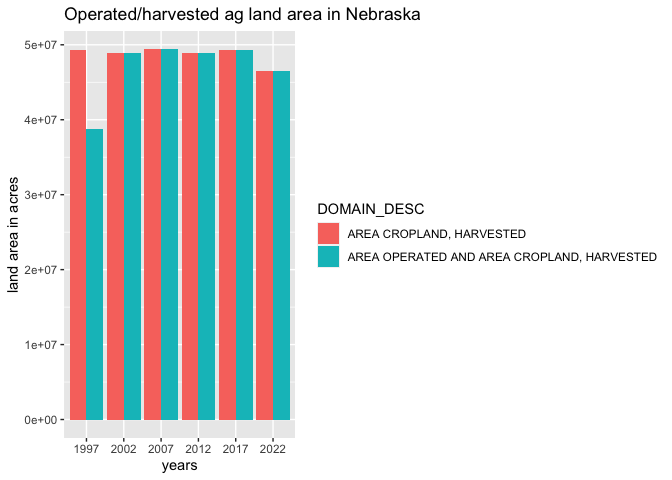 Operated/harvested ag land area in Nebraska
5e+07
4e+07
3e+07
2e+07
1e+07
0e+00
land area in acres
1997 2002 2007 2012 2017 2022
years
DOMAIN_DESC
AREA CROPLAND, HARVESTED
AREA OPERATED AND AREA CROPLAND, HARVESTED